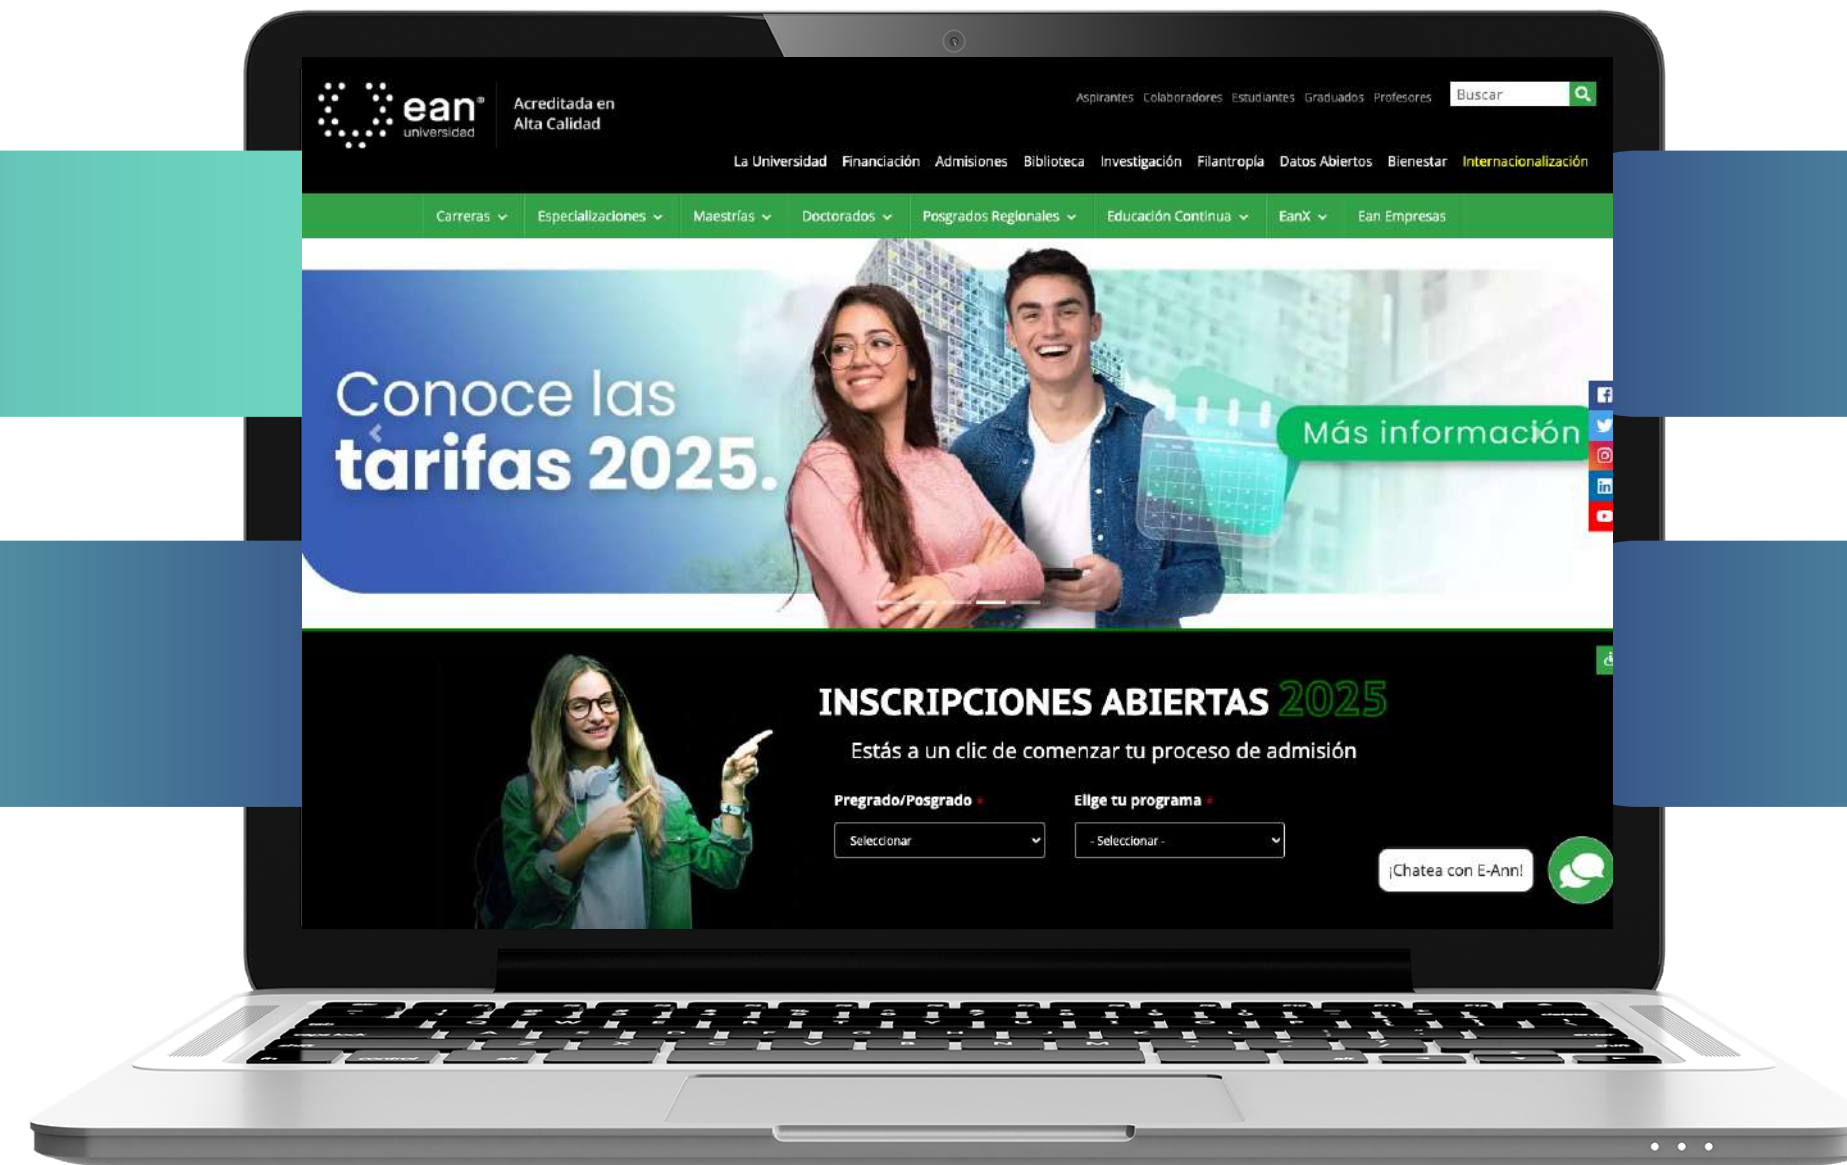 ean®
universidad
Acreditada en
Alta Calidad
Aspirantes Colaboradores Estudiantes Graduados Profesores
Buscar
La Universidad Financiación Admisiones Biblioteca Investigación Filantropía Datos Abiertos Bienestar Internacionalización
Carreras Especializaciones Maestrías Doctorados Posgrados Regionales Educación Continua EanX Ean Empresas
Conoce las
tarifas 2025.
Más información
INSCRIPCIONES ABIERTAS 2025
Estás a un clic de comenzar tu proceso de admisión
Pregrado/Posgrado *
Elige tu programa *
Seleccionar
- Seleccionar -
¡Chatea con E-Ann!